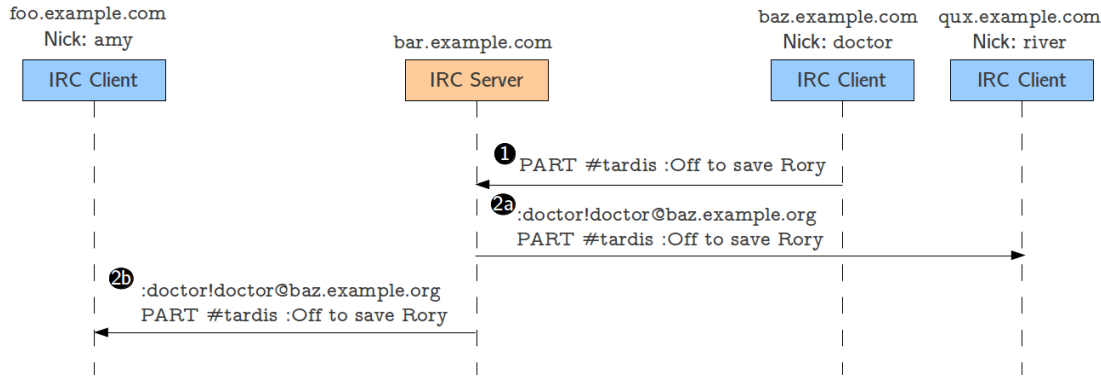 foo.example.com
Nick: amy
IRC Client
bar.example.com
IRC Server
baz.example.com
Nick: doctor
IRC Client
qux.example.com
Nick: river
IRC Client
1 PART #tardis :Off to save Rory
2a :doctor!doctor@baz.example.org
PART #tardis :Off to save Rory
2b :doctor!doctor@baz.example.org
PART #tardis :Off to save Rory